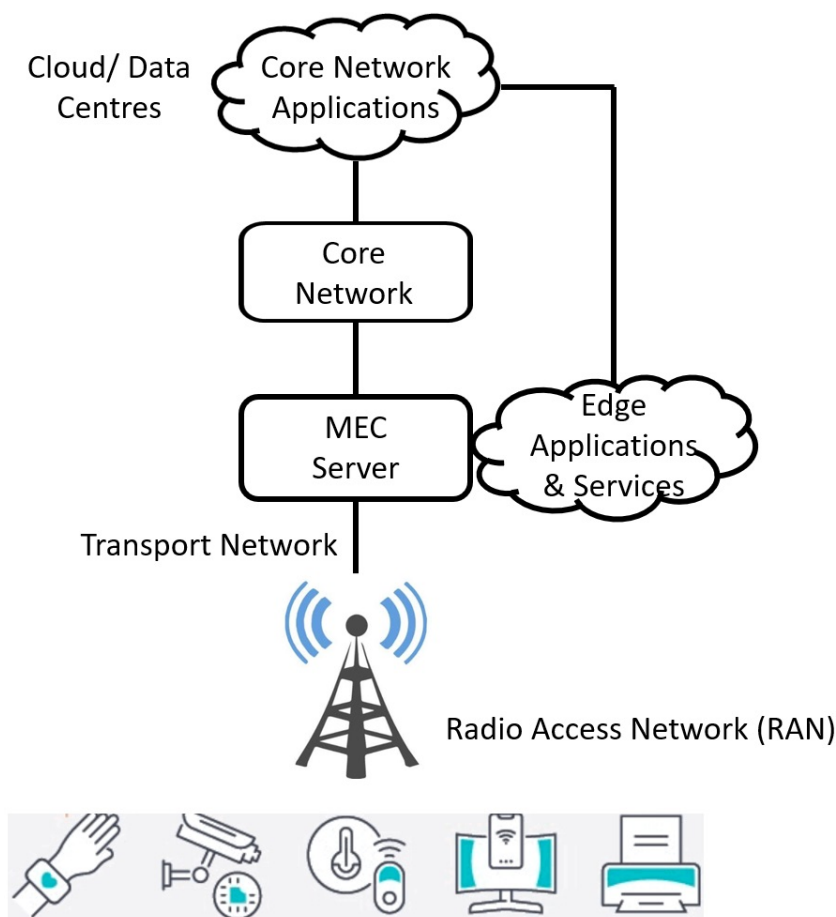 Cloud/ Data
Centres
Core Network
Applications
Core
Network
MEC
Server
Edge
Applications
& Services
Transport Network
Radio Access Network (RAN)